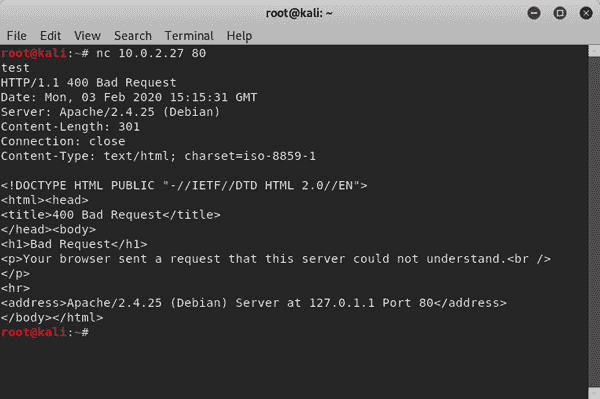 root@kali: ~
File Edit View Search Terminal Help
root@kali:~# nc 10.0.2.27 80
test
HTTP/1.1 400 Bad Request
Date: Mon, 03 Feb 2020 15:15:31 GMT
Server: Apache/2.4.25 (Debian)
Content-Length: 301
Connection: close
Content-Type: text/html; charset=iso-8859-1
<!DOCTYPE HTML PUBLIC "-//IETF//DTD HTML 2.0//EN">
<html><head>
<title>400 Bad Request</title>
</head><body>
<h1>Bad Request</h1>
<p>Your browser sent a request that this server could not understand.<br />
</p>
<hr>
<address>Apache/2.4.25 (Debian) Server at 127.0.1.1 Port 80</address>
</body></html>
root@kali:~#